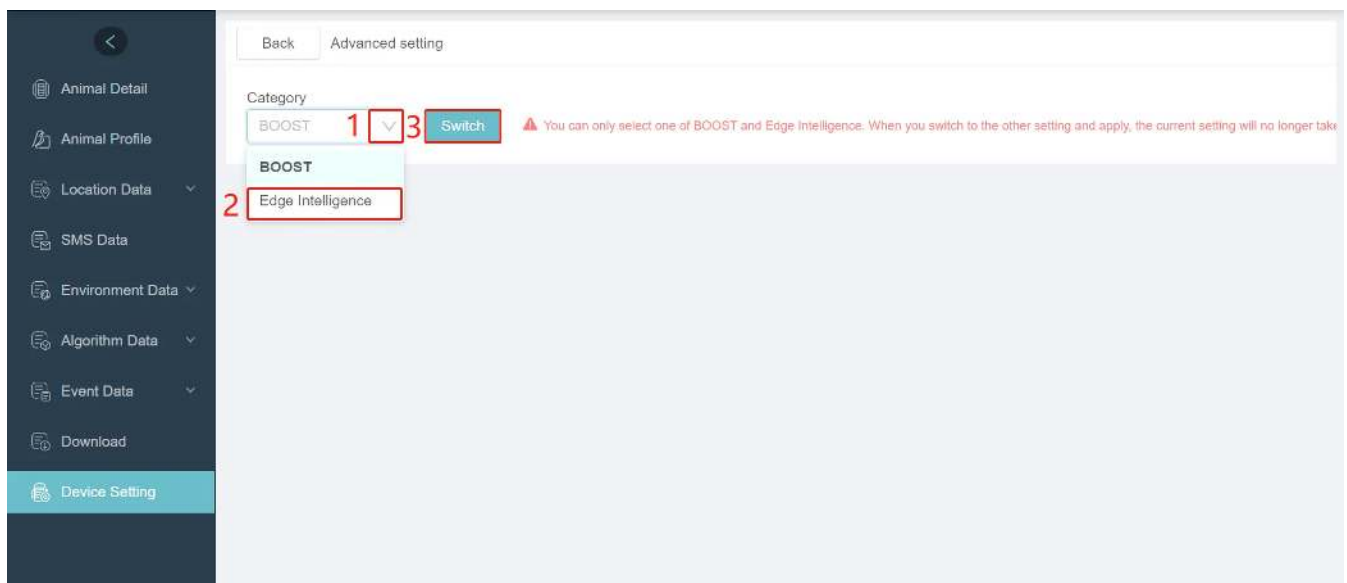 Back Advanced setting
Animal Detail
Category
BOOST 1 3 Switch You can only select one of BOOST and Edge Intelligence. When you switch to the other setting and apply, the current setting will no longer take
Animal Profile
BOOST
Location Data
2 Edge Intelligence
SMS Data
Environment Data
Algorithm Data
Event Data
Download
Device Setting